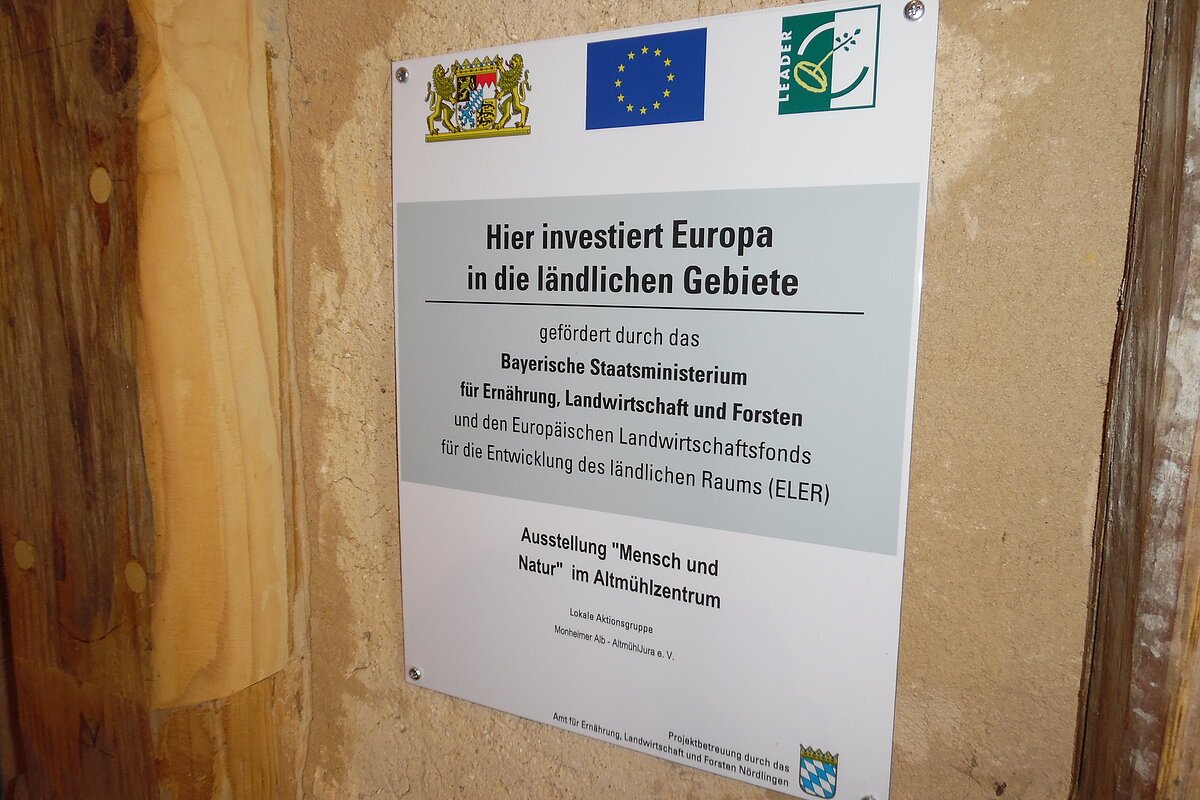 LEADER
Hier investiert Europa
in die ländlichen Gebiete
gefördert durch das
Bayerische Staatsministerium
für Ernährung, Landwirtschaft und Forsten
und den Europäischen Landwirtschaftsfonds
für die Entwicklung des ländlichen Raums (ELER)
Ausstellung "Mensch und
Natur" im Altmühlzentrum
Lokale Aktionsgruppe
Monheimer Alb - AltmühlJura e. V.
Projektbetreuung durch das
Amt für Ernährung, Landwirtschaft und Forsten Nördlingen